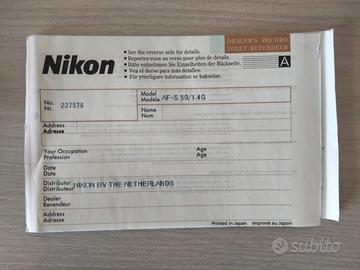 DEALER'S RECORD
VOLET REVENDEUR
Nikon
• See the reverse side for details.
• Reportez-vous au verso pour plus de détails.
• Bitte entnehmen Sie Einzelheiten der Rückseite.
• Vea el dorso para más detalles.
• För ytterligare information se baksidan.
A
No.
Nr.
237578
Model
Modèle
AF-S 50/1.4G
Name
Nom
Address
Adresse
Your Occupation
Profession
Age
Age
Date
Date
Distributor
Distributeur
NIKON BV THE NETHERLANDS
Dealer
Revendeur
Address
Adresse
Printed in Japan Imprimé au Japon
subito